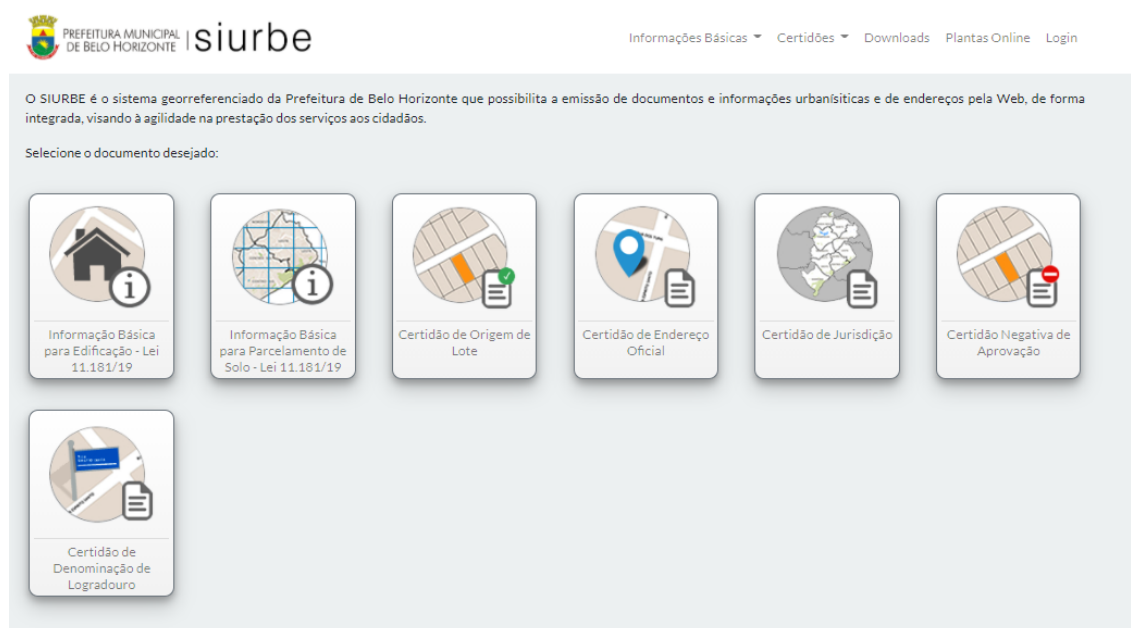 PREFEITURA MUNICIPAL
DE BELO HORIZONTE
siurbe
Informações Básicas Certidões Downloads Plantas Online Login
O SIURBE é o sistema georreferenciado da Prefeitura de Belo Horizonte que possibilita a emissão de documentos e informações urbanísiticas e de endereços pela Web, de forma
integrada, visando à agilidade na prestação dos serviços aos cidadãos.
Selecione o documento desejado:
Informação Básica
para Edificação - Lei
11.181/19
Informação Básica
para Parcelamento de
Solo - Lei 11.181/19
Certidão de Origem de
Lote
Certidão de Endereço
Oficial
Certidão de Jurisdição
Certidão Negativa de
Aprovação
Certidão de
Denominação de
Logradouro